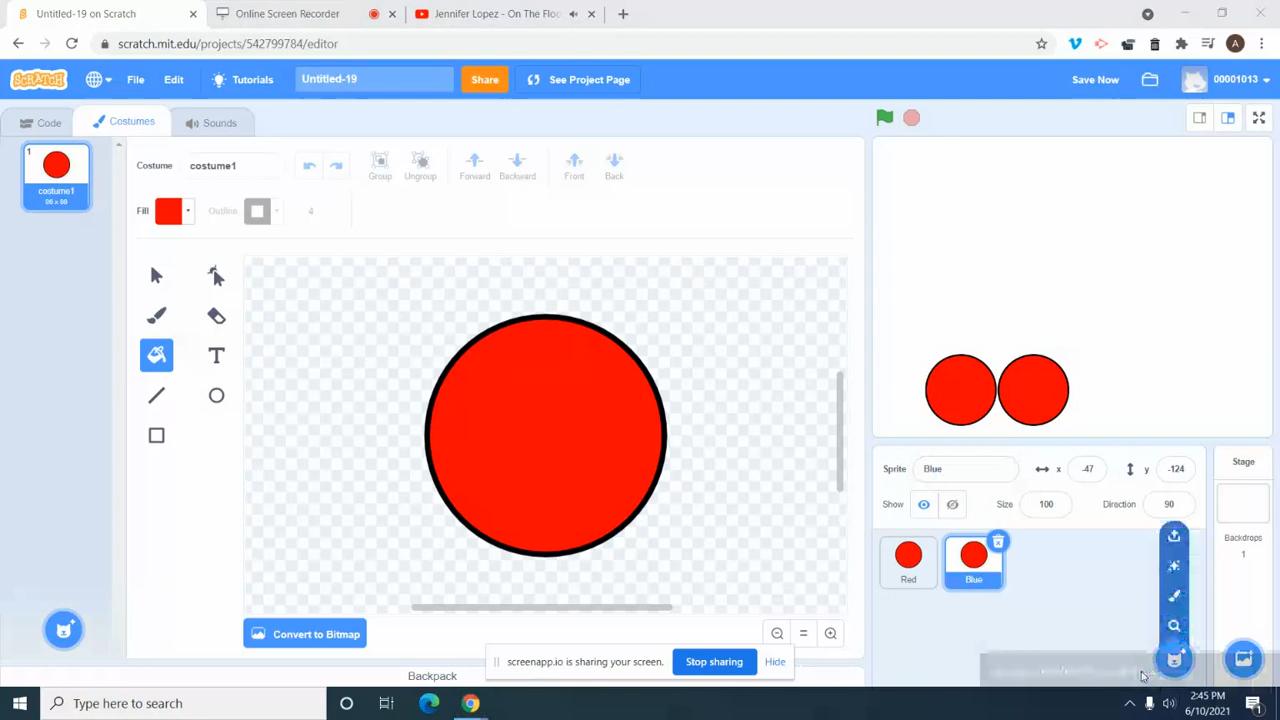 Untitled-19 on Scratch
Online Screen Recorder
Jennifer Lopez - On The Floo
scratch.mit.edu/projects/542799784/editor
A
SCRATCH
File
Edit
Tutorials
Untitled-19
Share
See Project Page
Save Now
00001013
Code
Costumes
Sounds
1
costume1
Costume
costume1
Group
Ungroup
Forward
Backward
Front
Back
Fill
Outline
4
Convert to Bitmap
Sprite
Blue
x
-47
y
-124
Show
Size
100
Direction
90
Red
Blue
Stage
Backdrops
1
screenapp.io is sharing your screen.
Stop sharing
Hide
Backpack
Type here to search
2:45 PM
6/10/2021
1